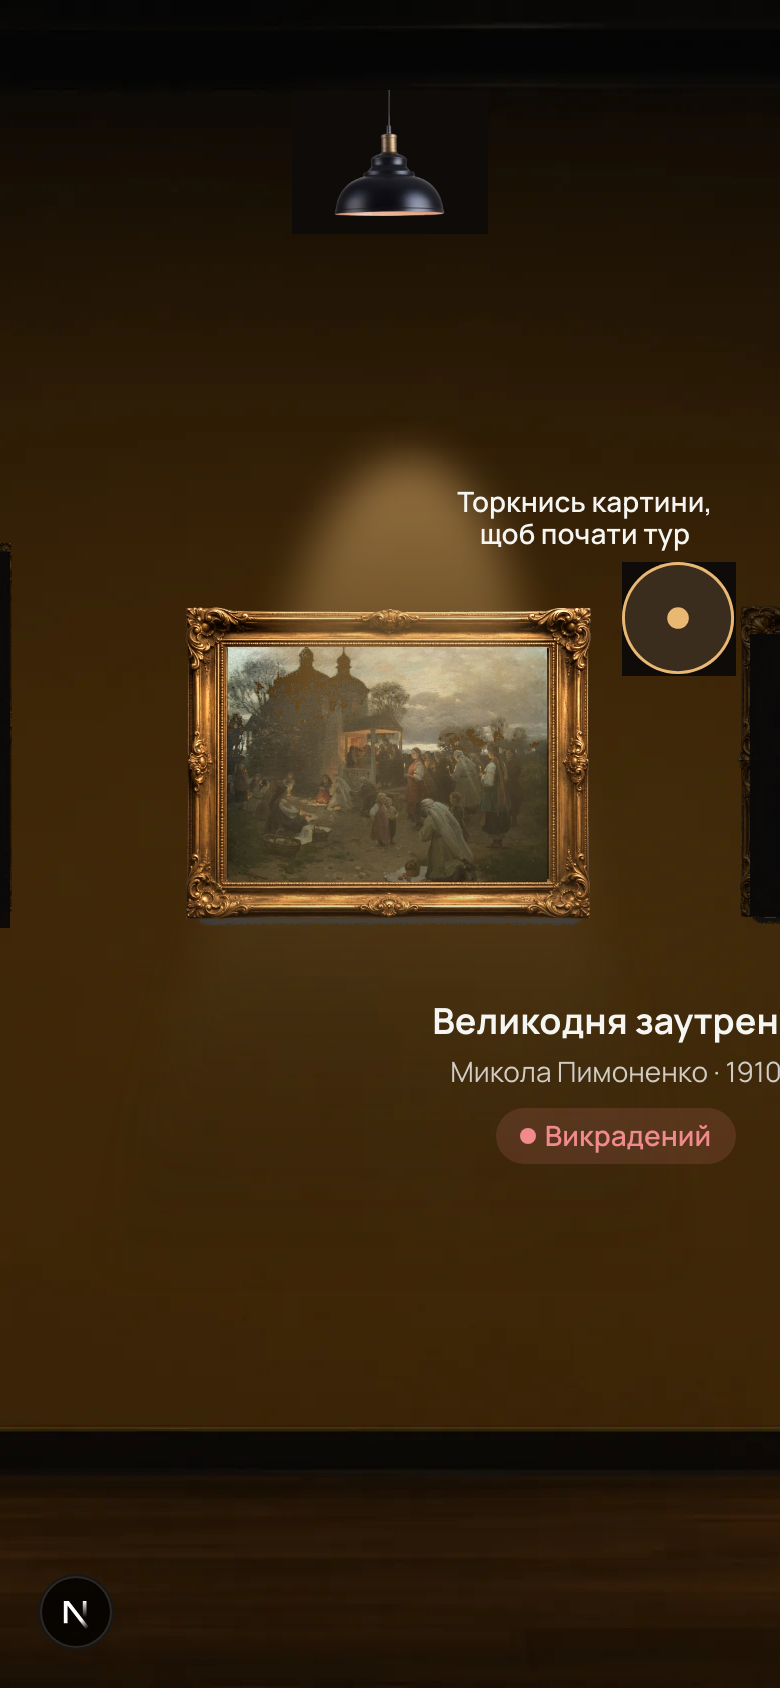 Торкнись картини,
щоб почати тур
Великодня заутрен
Микола Пимоненко · 1910
Викрадений
N